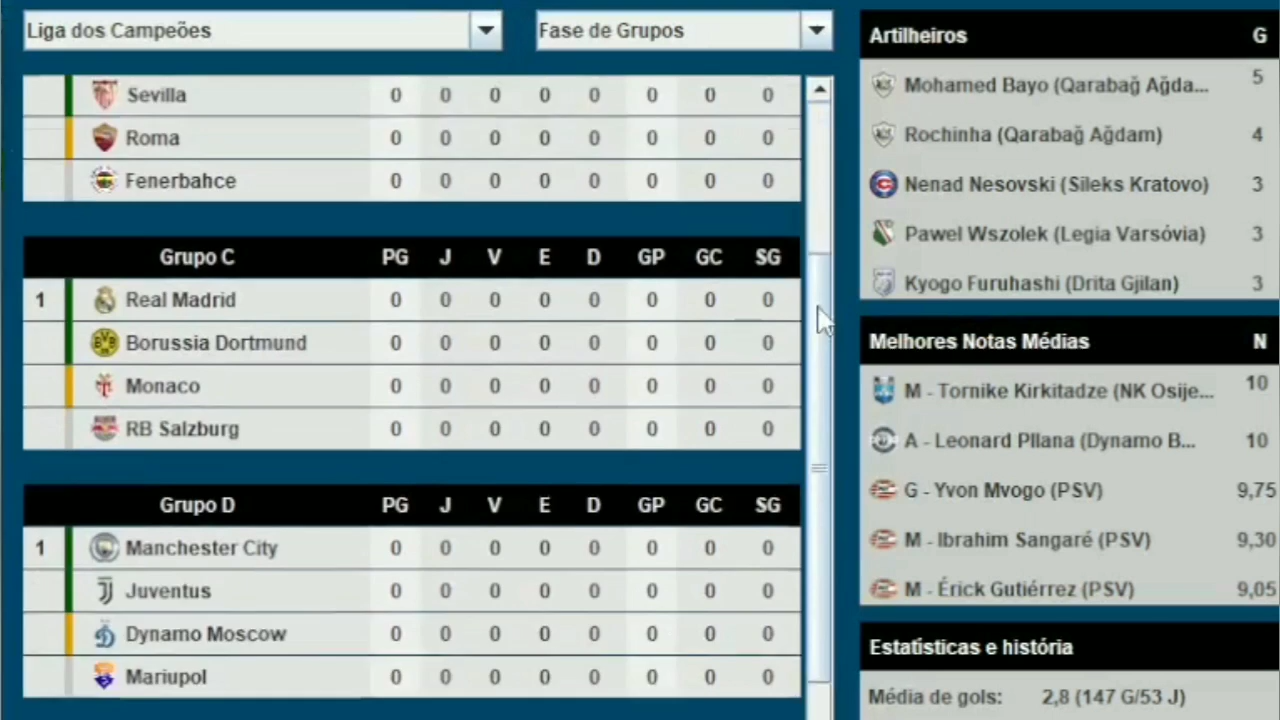 Liga dos Campeões
Fase de Grupos
Sevilla 0 0 0 0 0 0 0 0
Roma 0 0 0 0 0 0 0 0
Fenerbahce 0 0 0 0 0 0 0 0
Grupo C PG J V E D GP GC SG
1 Real Madrid 0 0 0 0 0 0 0 0
Borussia Dortmund 0 0 0 0 0 0 0 0
Monaco 0 0 0 0 0 0 0 0
RB Salzburg 0 0 0 0 0 0 0 0
Grupo D PG J V E D GP GC SG
1 Manchester City 0 0 0 0 0 0 0 0
Juventus 0 0 0 0 0 0 0 0
Dynamo Moscow 0 0 0 0 0 0 0 0
Mariupol 0 0 0 0 0 0 0 0
Artilheiros G
Mohamed Bayo (Qarabağ Ağda... 5
Rochinha (Qarabağ Ağdam) 4
Nenad Nesovski (Sileks Kratovo) 3
Pawel Wszolek (Legia Varsóvia) 3
Kyogo Furuhashi (Drita Gjilan) 3
Melhores Notas Médias N
M - Tornike Kirkitadze (NK Osije... 10
A - Leonard Pllana (Dynamo B... 10
G - Yvon Mvogo (PSV) 9,75
M - Ibrahim Sangaré (PSV) 9,30
M - Érick Gutiérrez (PSV) 9,05
Estatísticas e história
Média de gols: 2,8 (147 G/53 J)